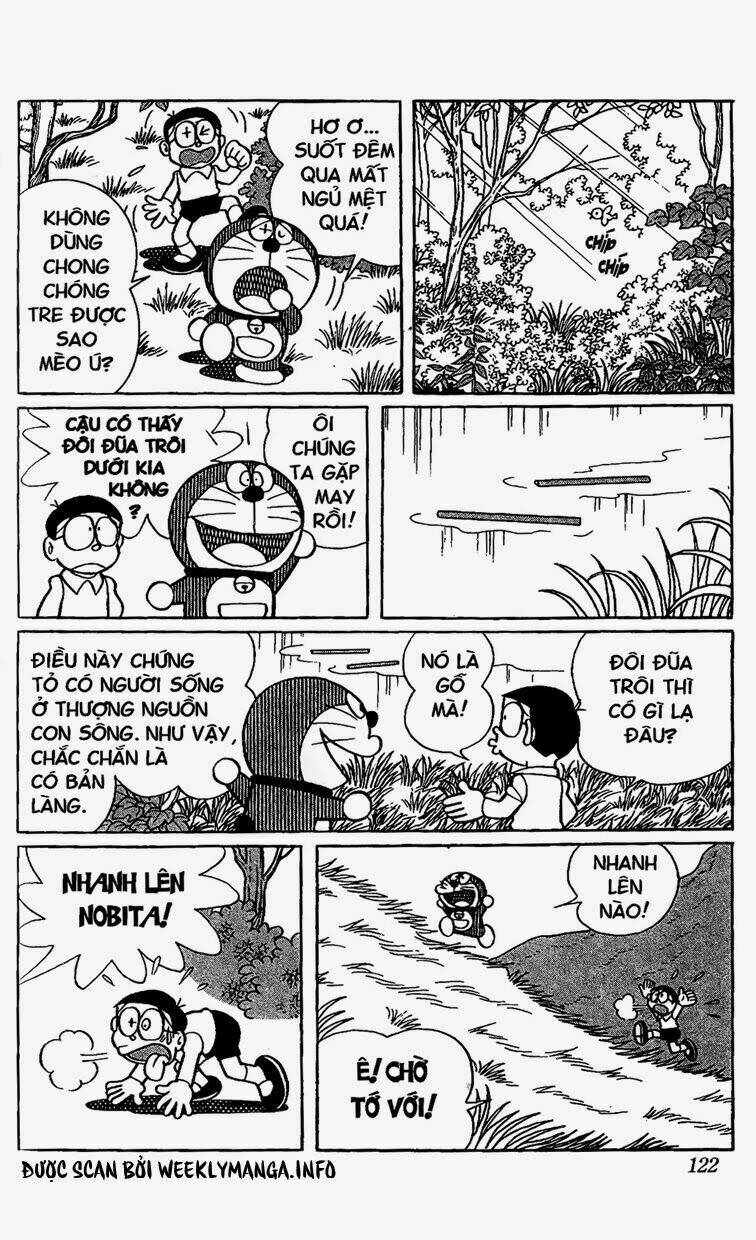 CHÍP
CHÍP
HƠ Ơ...
SUỐT ĐÊM
QUA MẤT
NGỦ MỆT
QUÁ!
KHÔNG
DÙNG
CHONG
CHÓNG
TRE ĐƯỢC
SAO
MÈO Ú?
ÔI
CHÚNG
TA GẶP
MAY
RỒI!
CẬU CÓ THẤY
ĐÔI ĐŨA TRÔI
DƯỚI KIA
KHÔNG
?
ĐÔI ĐŨA
TRÔI THÌ
CÓ GÌ LẠ
ĐÂU?
NÓ LÀ
GỖ
MÀ!
ĐIỀU NÀY CHỨNG
TỎ CÓ NGƯỜI SỐNG
Ở THƯỢNG NGUỒN
CON SÔNG. NHƯ VẬY,
CHẮC CHẮN LÀ
CÓ BẢN
LÀNG.
NHANH
LÊN
NÀO!
Ê! CHỜ
TỚ VỚI!
NHANH LÊN
NOBITA!
ĐƯỢC SCAN BỞI WEEKLYMANGA.INFO
122